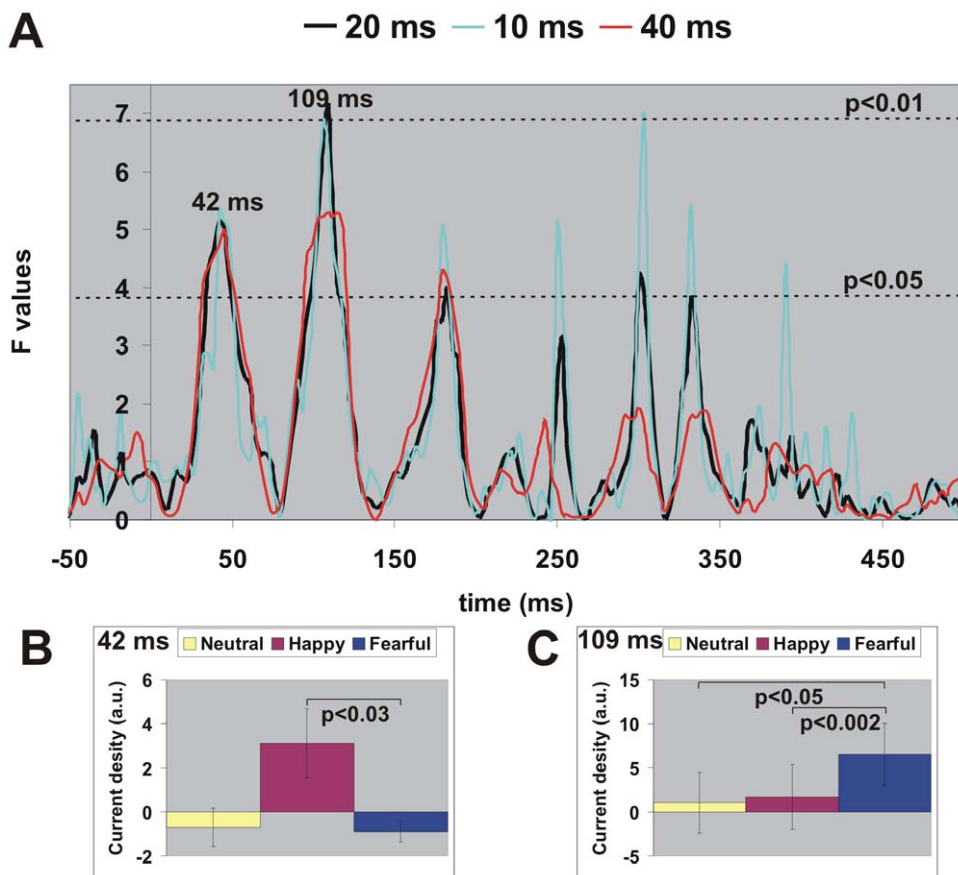 A
20 ms 10 ms 40 ms
7
6
5
4
3
2
1
0
F values
109 ms
42 ms
p<0.01
p<0.05
-50 50 150 250 350 450
time (ms)
B
42 ms
Neutral Happy Fearful
6
4
2
0
-2
Current desity (a.u.)
p<0.03
C
109 ms
Neutral Happy Fearful
15
10
5
0
-5
Current desity (a.u.)
p<0.05
p<0.002